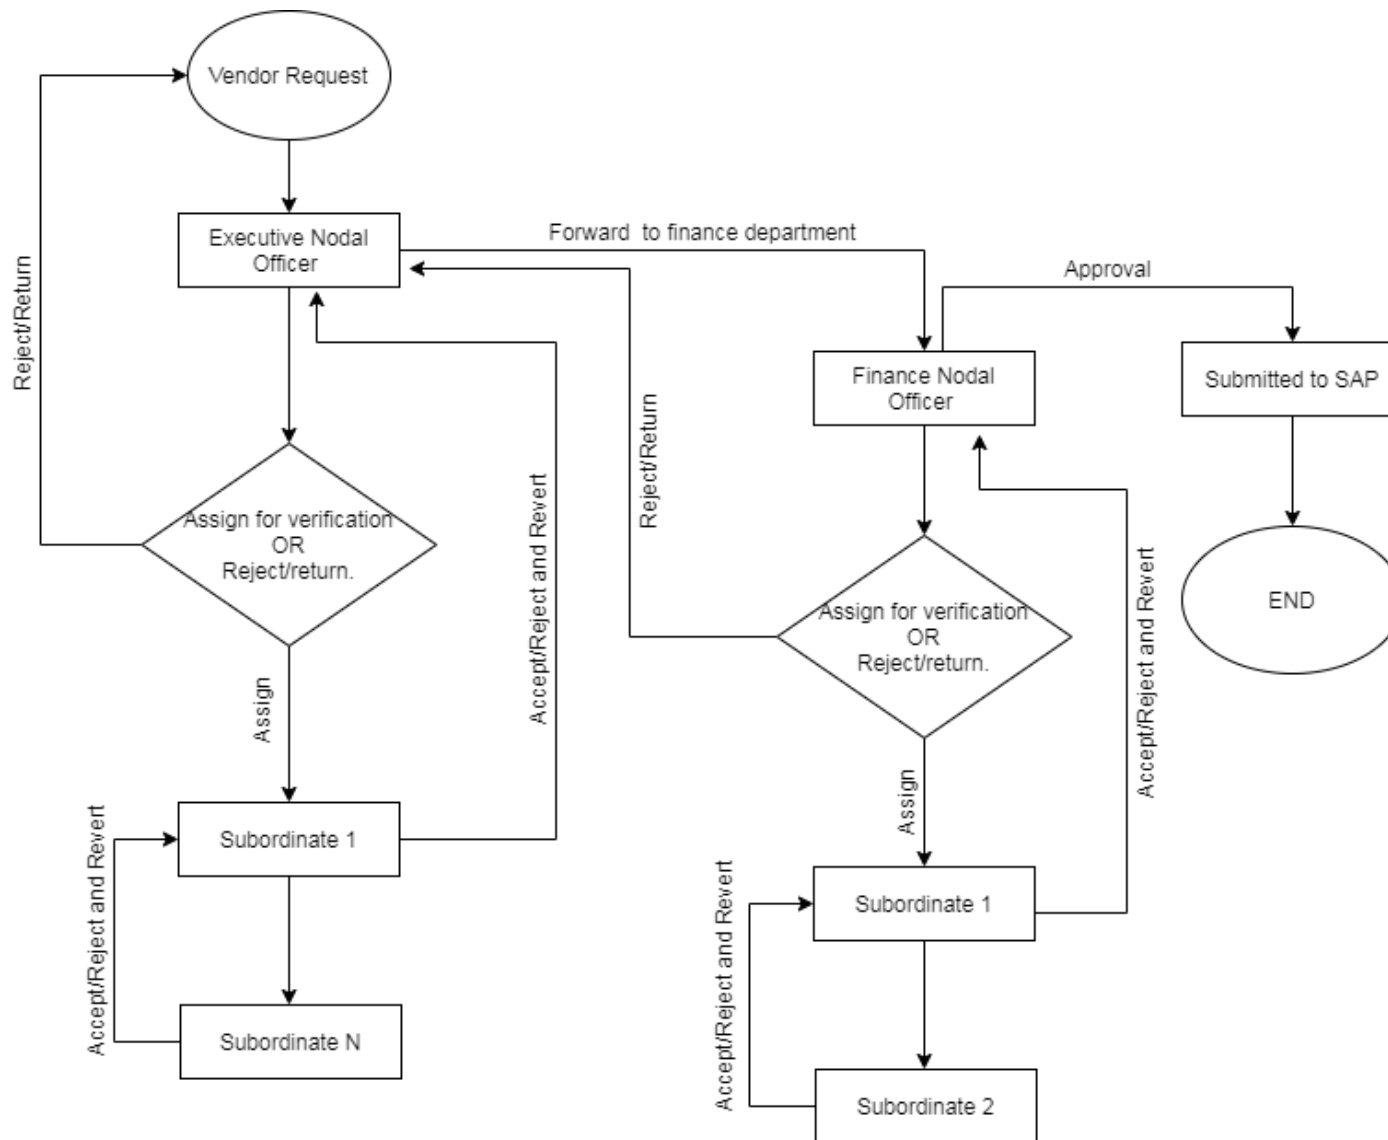 Vendor Request
Executive Nodal
Officer
Forward  to finance department
Approval
Reject/Return
Finance Nodal
Officer
Submitted to SAP
Reject/Return
Assign for verification
OR
Reject/return.
Accept/Reject and Revert
Assign for verification
OR
Reject/return.
Accept/Reject and Revert
END
Assign
Assign
Subordinate 1
Accept/Reject and Revert
Subordinate 1
Accept/Reject and Revert
Subordinate N
Subordinate 2